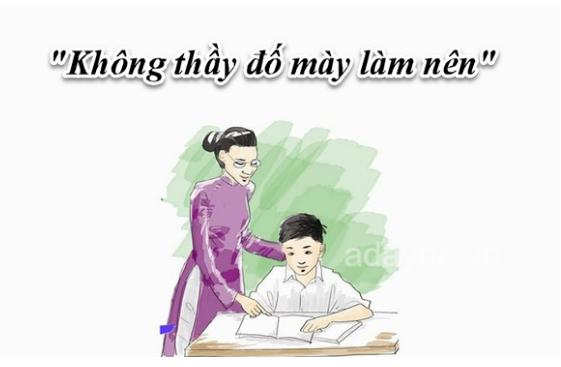 "Không thầy đố mày làm nên"